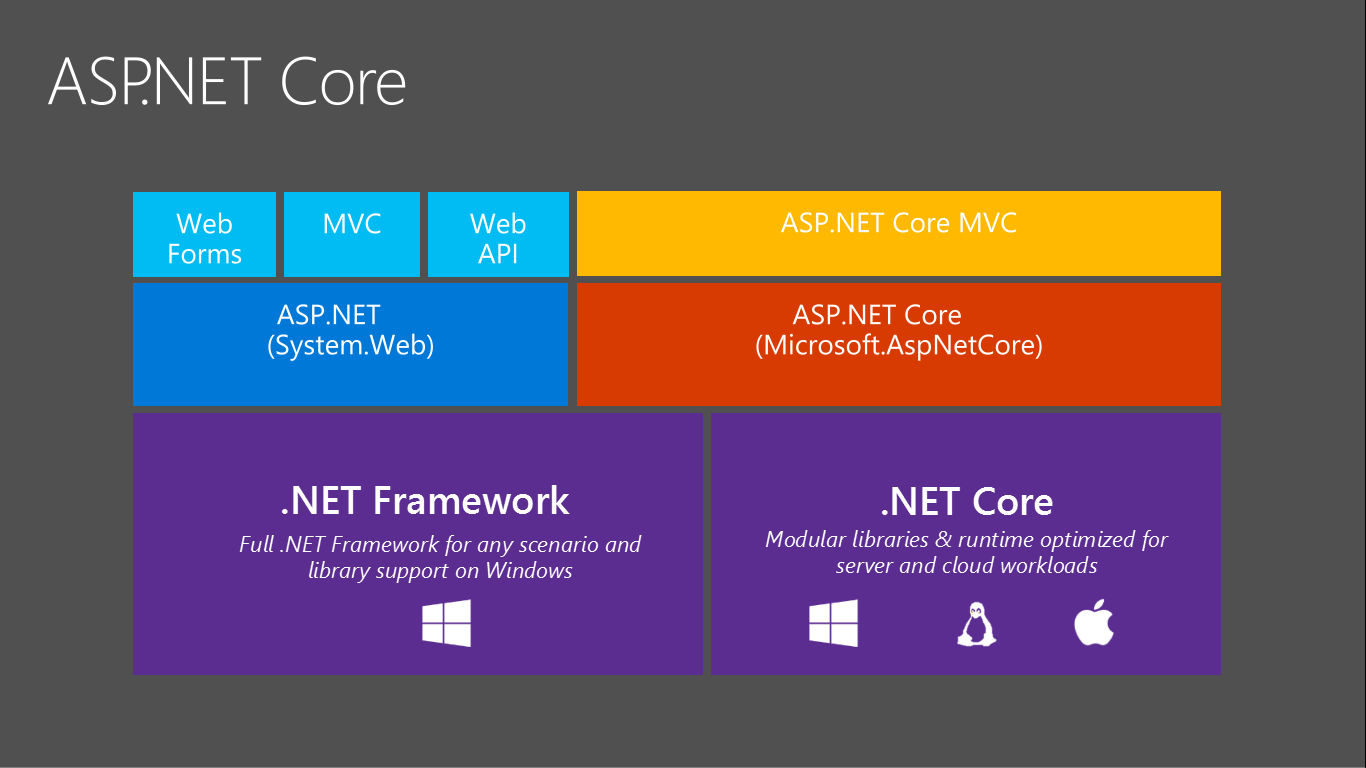 ASP.NET Core
Web
Forms
MVC
Web
API
ASP.NET Core MVC
ASP.NET
(System.Web)
ASP.NET Core
(Microsoft.AspNetCore)
.NET Framework
Full .NET Framework for any scenario and
library support on Windows
.NET Core
Modular libraries & runtime optimized for
server and cloud workloads